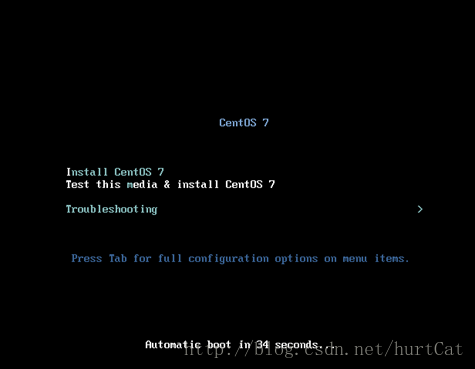 CentOS 7
Install CentOS 7
Test this media & install CentOS 7
Troubleshooting >
Press Tab for full configuration options on menu items.
Automatic boot in 34 seconds...
http://blog.csdn.net/hurtCat